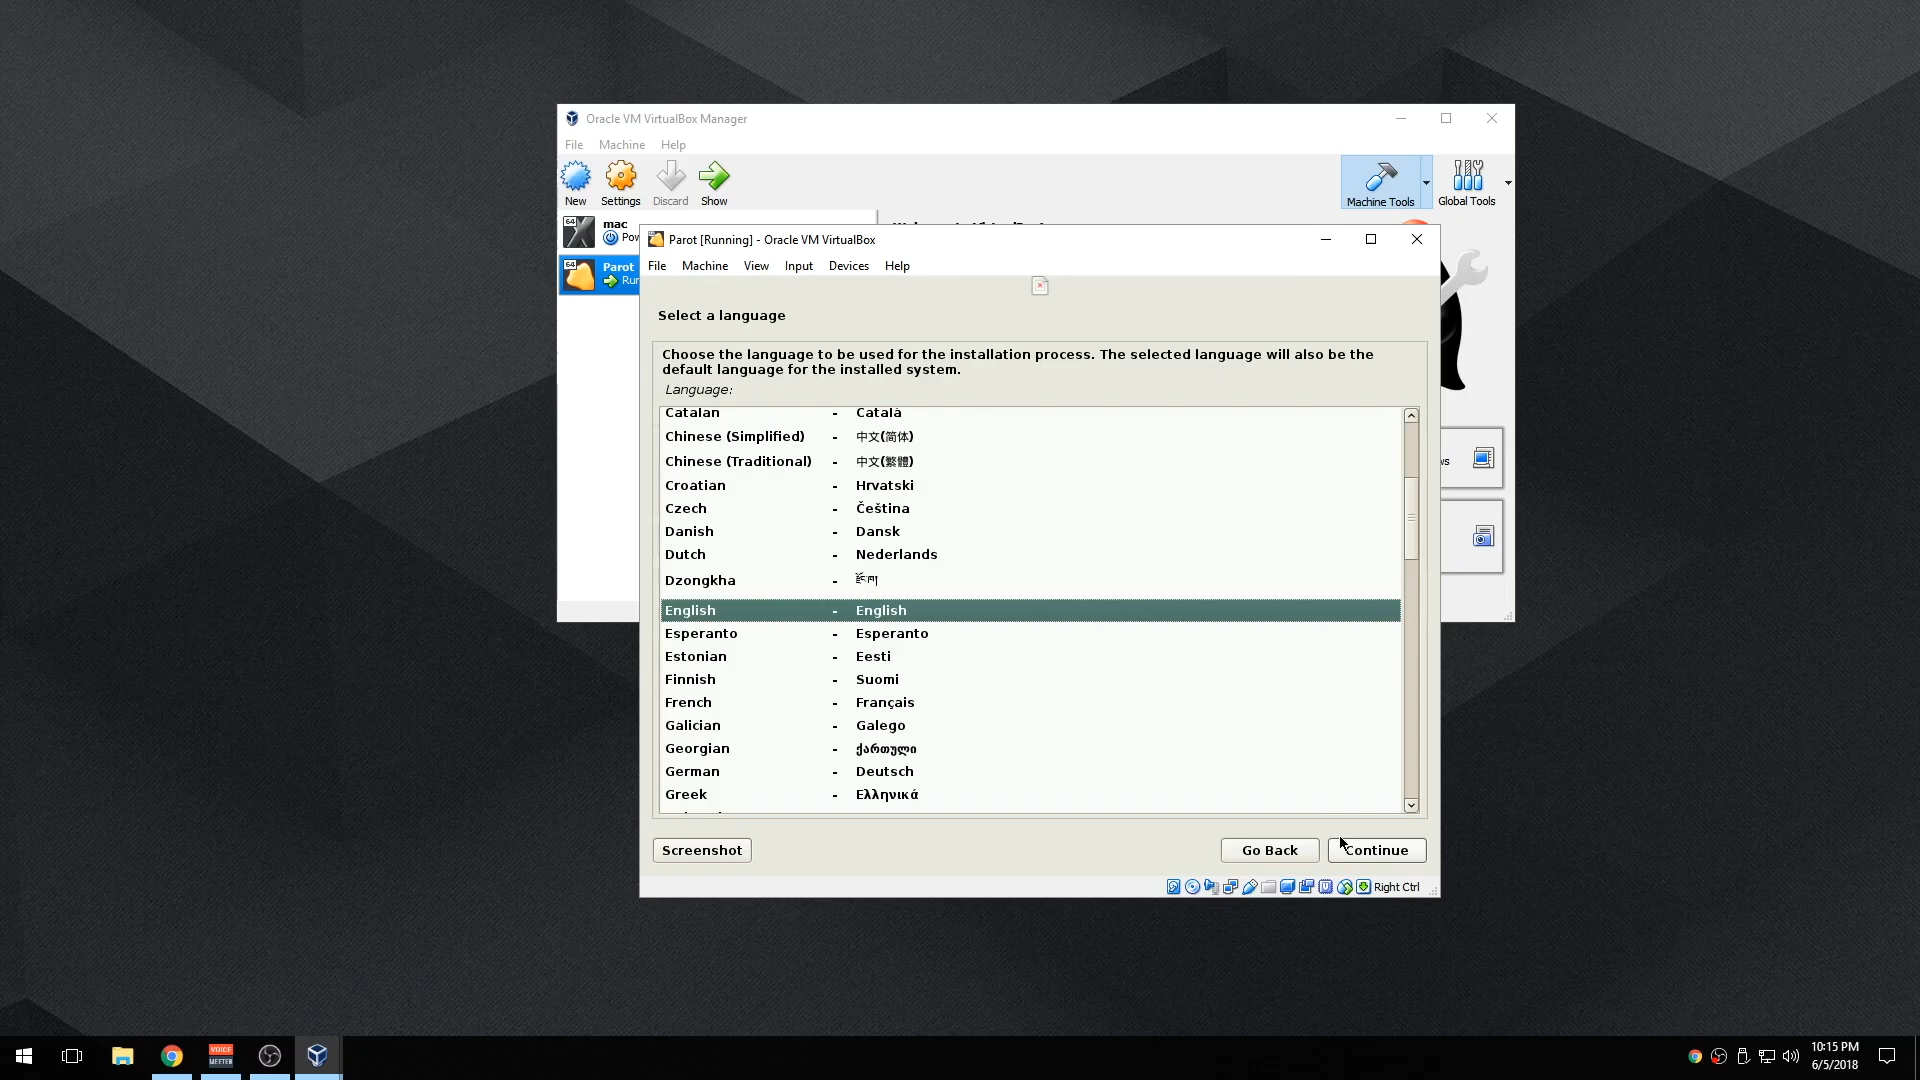 Oracle VM VirtualBox Manager
File Machine Help
New Settings Discard Show
Machine Tools Global Tools
64 mac
64 Parot
Parot [Running] - Oracle VM VirtualBox
File Machine View Input Devices Help
Select a language
Choose the language to be used for the installation process. The selected language will also be the
default language for the installed system.
Language:
Catalan - Català
Chinese (Simplified) - 中文(简体)
Chinese (Traditional) - 中文(繁體)
Croatian - Hrvatski
Czech - Čeština
Danish - Dansk
Dutch - Nederlands
Dzongkha - རྫོང་ཁ།
English - English
Esperanto - Esperanto
Estonian - Eesti
Finnish - Suomi
French - Français
Galician - Galego
Georgian - ქართული
German - Deutsch
Greek - Ελληνικά
Screenshot Go Back Continue
Right Ctrl
VOICE
MEETER
10:15 PM
6/5/2018